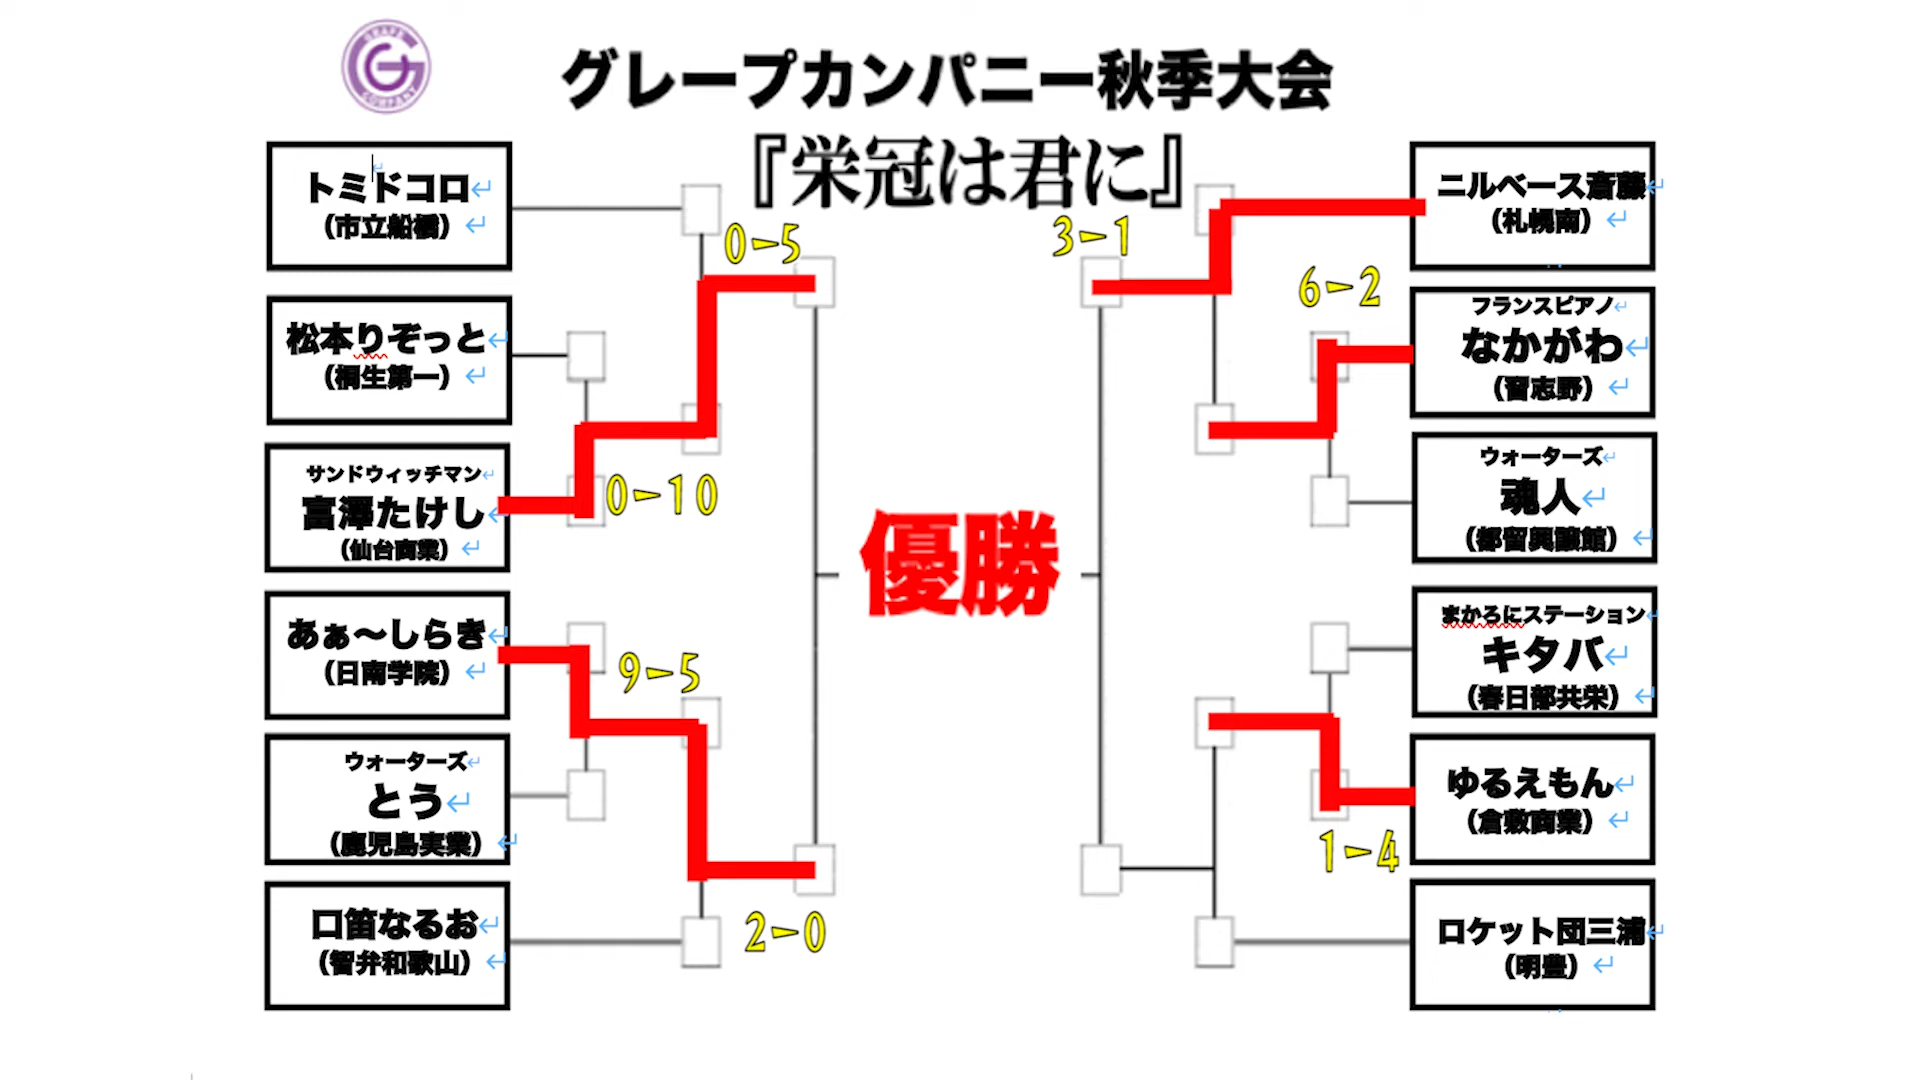 GRAPE COMPANY
グレープカンパニー秋季大会
『栄冠は君に』
トミドコロ
（市立船橋）
松本りぞっと
（桐生第一）
サンドウィッチマン
富澤たけし
（仙台商業）
あぁ～しらき
（日南学院）
ウォーターズ
とう
（鹿児島実業）
口笛なるお
（智弁和歌山）
0-5
0-10
9-5
2-0
優勝
3-1
6-2
1-4
ニルベース斎藤
（札幌南）
フランスピアノ
なかがわ
（習志野）
ウォーターズ
魂人
（都留興譲館）
まかろにステーション
キタバ
（春日部共栄）
ゆるえもん
（倉敷商業）
ロケット団三浦
（明豊）